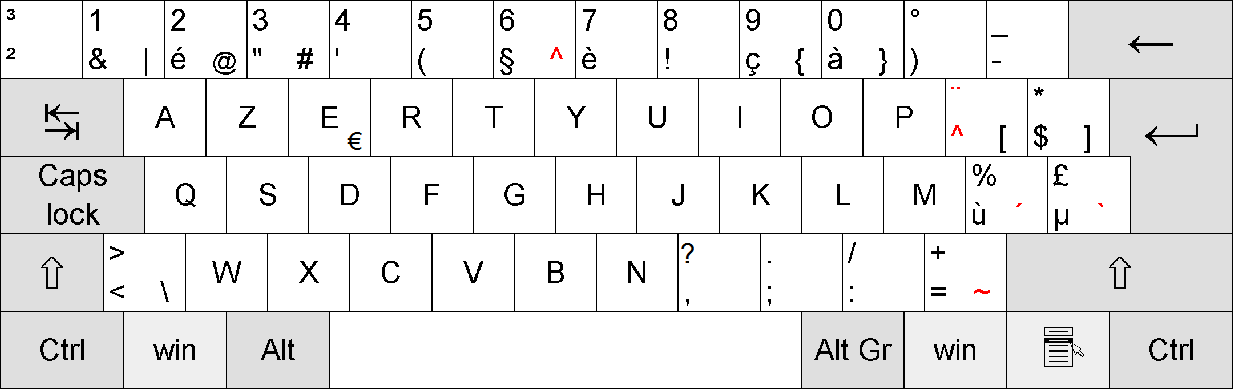 ³ 1 2 3 4 5 6 7 8 9 0 ° _
² & | é @ " # ' ( § ^ è ! ç { à } ) -
A Z E € R T Y U I O P ¨ ^ [ * $ ]
Caps
lock
Q S D F G H J K L M % ù ´ £ µ `
> < \ W X C V B N ? , . ; / : + = ~
Ctrl win Alt Alt Gr win Ctrl